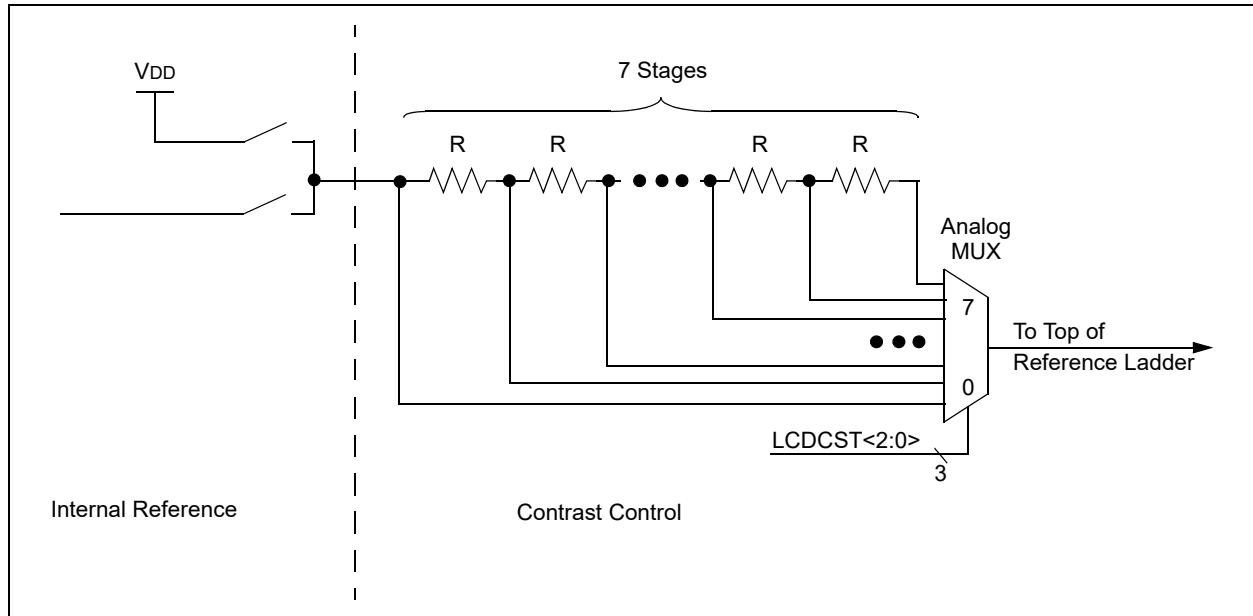 VDD
7 Stages
R
R
R
R
Analog
MUX
7
0
To Top of
Reference Ladder
LCDCST<2:0>
3
Internal Reference
Contrast Control